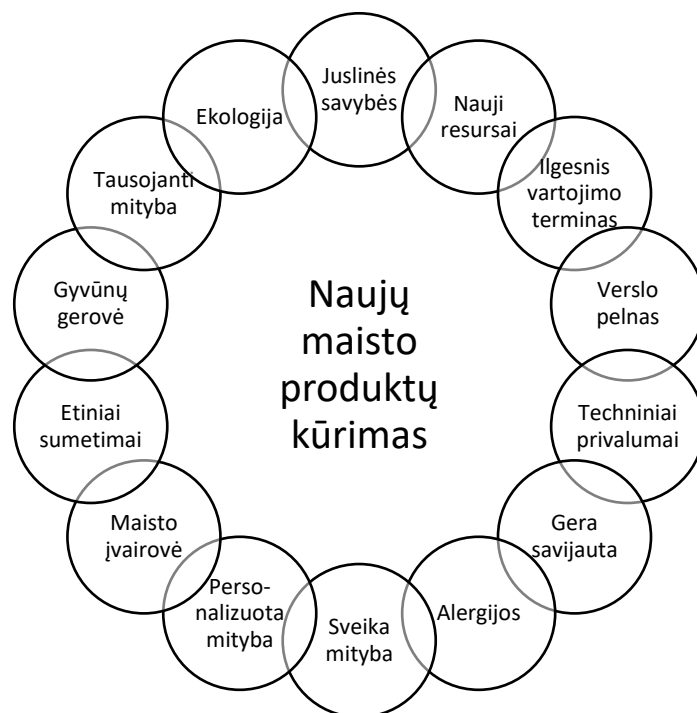 Juslinės
savybės
Nauji
resursai
Ilgesnis
vartojimo
terminas
Verslo
pelnas
Techniniai
privalumai
Gera
savijauta
Alergijos
Sveika
mityba
Perso-
nalizuota
mityba
Maisto
įvairovė
Etiniai
sumetimai
Gyvūnų
gerovė
Tausojanti
mityba
Ekologija
Naujų
maisto
produktų
kūrimas